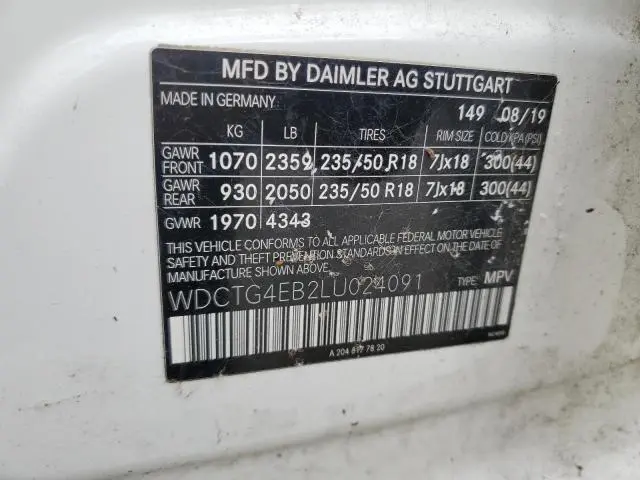 MFD BY DAIMLER AG STUTTGART
MADE IN GERMANY 149 08/19
KG LB TIRES RIM SIZE COLD KPA (PSI)
GAWR FRONT 1070 2359 235/50 R18 7Jx18 300(44)
GAWR REAR 930 2050 235/50 R18 7Jx18 300(44)
GVWR 1970 4343
THIS VEHICLE CONFORMS TO ALL APPLICABLE FEDERAL MOTOR VEHICLE
SAFETY AND THEFT STANDARDS IN EFFECT ON THE DATE OF
MANUFACTURE SHOWN ABOVE.
WDCTG4EB2LU024091 TYPE: MPV
A 204 817 78 20